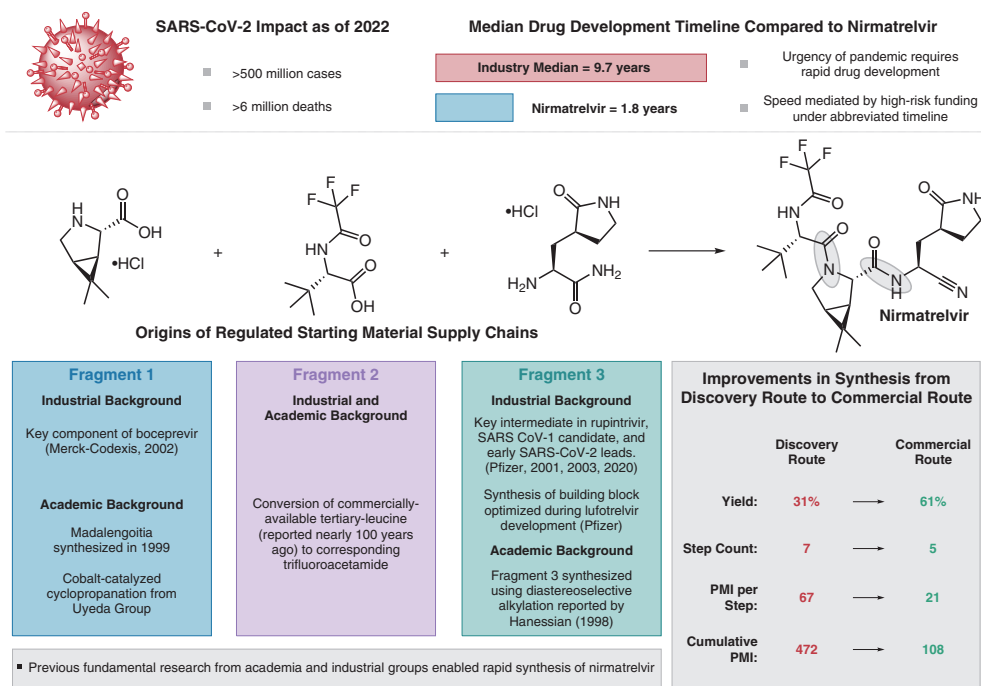 SARS-CoV-2 Impact as of 2022
>500 million cases
>6 million deaths
Median Drug Development Timeline Compared to Nirmatrelvir
Industry Median = 9.7 years
Nirmatrelvir = 1.8 years
Urgency of pandemic requires
rapid drug development
Speed mediated by high-risk funding
under abbreviated timeline
H
N
O
OH
•HCl
+
F
F
F
O
HN
O
OH
+
•HCl
O
NH
H₂N
NH₂
O
F
F
F
O
HN
O
N
O
N
H
O
NH
N
Nirmatrelvir
Origins of Regulated Starting Material Supply Chains
Fragment 1
Industrial Background
Key component of boceprevir
(Merck-Codexis, 2002)
Academic Background
Madalengoitia
synthesized in 1999
Cobalt-catalyzed
cyclopropanation from
Uyeda Group
Fragment 2
Industrial and
Academic Background
Conversion of commercially-
available tertiary-leucine
(reported nearly 100 years
ago) to corresponding
trifluoroacetamide
Fragment 3
Industrial Background
Key intermediate in rupintrivir,
SARS CoV-1 candidate, and
early SARS-CoV-2 leads.
(Pfizer, 2001, 2003, 2020)
Synthesis of building block
optimized during lufotrelvir
development (Pfizer)
Academic Background
Fragment 3 synthesized
using diastereoselective
alkylation reported by
Hanessian (1998)
Improvements in Synthesis from
Discovery Route to Commercial Route
Discovery
Route
Commercial
Route
Yield: 31% → 61%
Step Count: 7 → 5
PMI per
Step: 67 → 21
Cumulative
PMI: 472 → 108
▪ Previous fundamental research from academia and industrial groups enabled rapid synthesis of nirmatrelvir